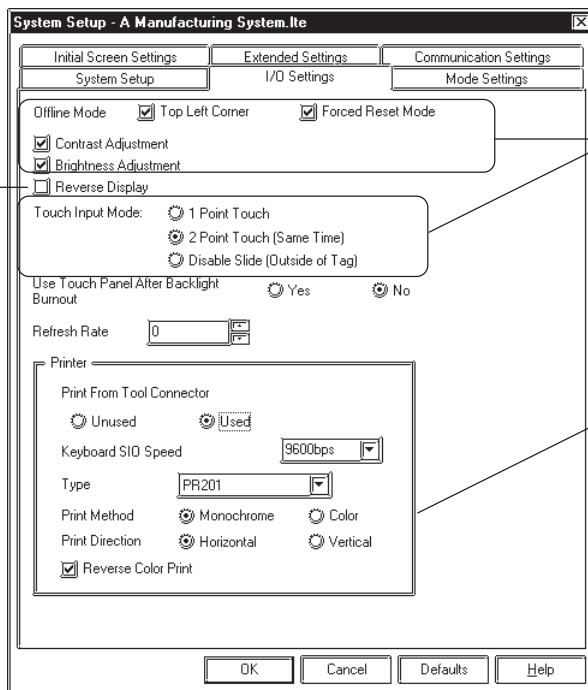 System Setup - A Manufacturing System.lte
Initial Screen Settings Extended Settings Communication Settings
System Setup I/O Settings Mode Settings
Offline Mode Top Left Corner Forced Reset Mode
Contrast Adjustment
Brightness Adjustment
Reverse Display
Touch Input Mode: 1 Point Touch
2 Point Touch (Same Time)
Disable Slide (Outside of Tag)
Use Touch Panel After Backlight
Burnout Yes No
Refresh Rate 0
Printer
Print From Tool Connector
Unused Used
Keyboard SIO Speed 9600bps
Type PR201
Print Method Monochrome Color
Print Direction Horizontal Vertical
Reverse Color Print
OK Cancel Defaults Help